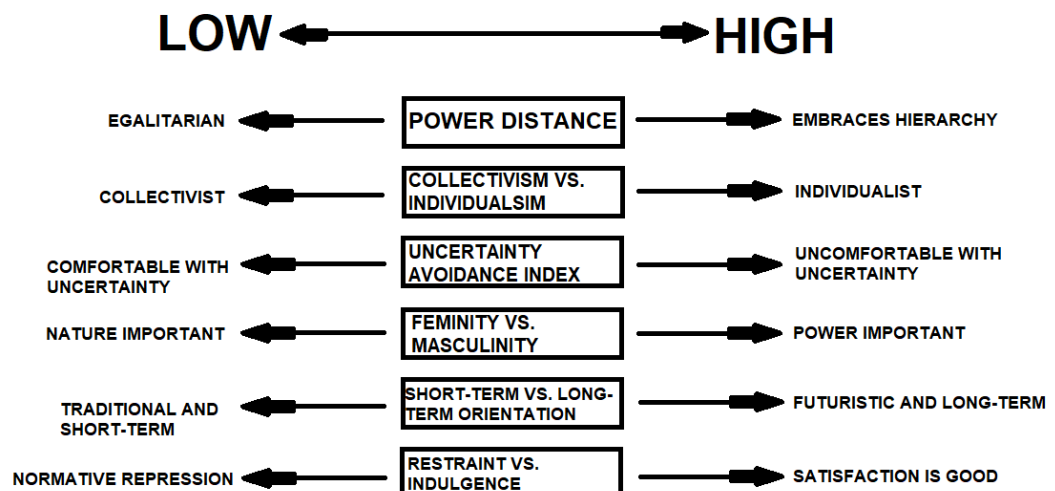 LOW HIGH
EGALITARIAN POWER DISTANCE EMBRACES HIERARCHY
COLLECTIVIST
COLLECTIVISM VS.
INDIVIDUALSIM
INDIVIDUALIST
COMFORTABLE WITH
UNCERTAINTY
UNCERTAINTY
AVOIDANCE INDEX
UNCOMFORTABLE WITH
UNCERTAINTY
NATURE IMPORTANT
FEMINITY VS.
MASCULINITY
POWER IMPORTANT
TRADITIONAL AND
SHORT-TERM
SHORT-TERM VS. LONG-
TERM ORIENTATION
FUTURISTIC AND LONG-TERM
NORMATIVE REPRESSION
RESTRAINT VS.
INDULGENCE
SATISFACTION IS GOOD